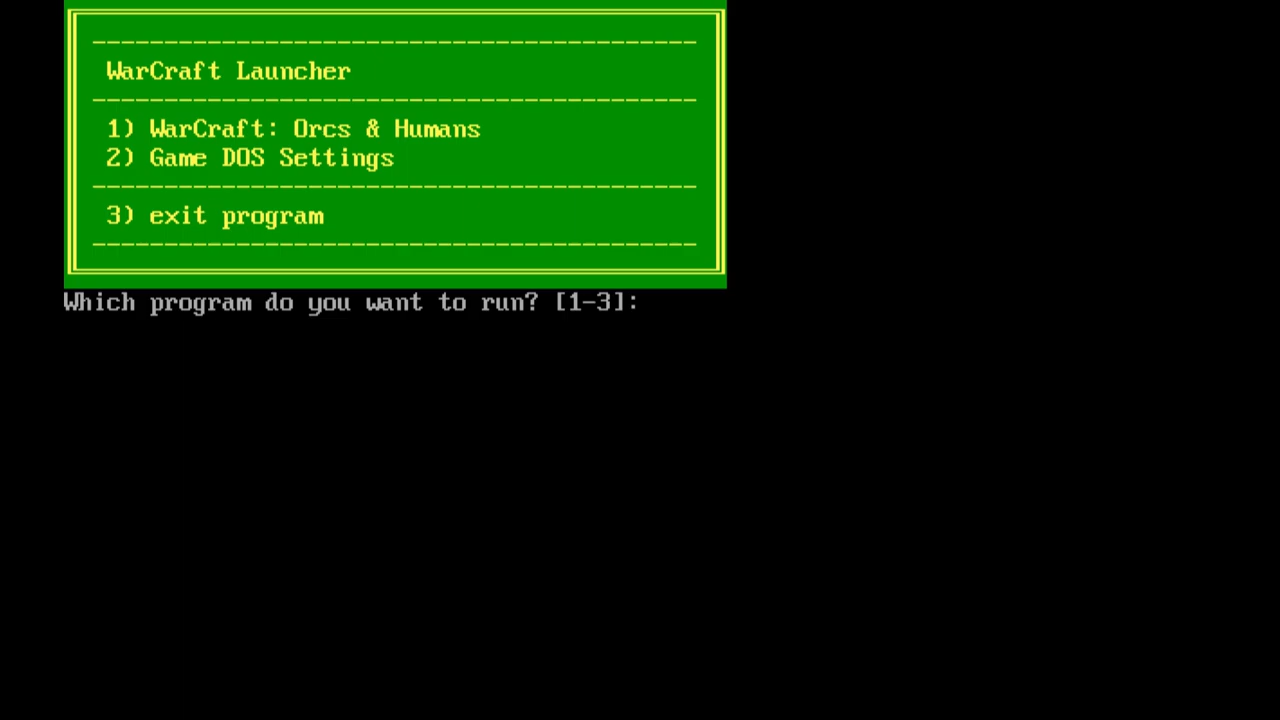 WarCraft Launcher
1) WarCraft: Orcs & Humans
2) Game DOS Settings
3) exit program
Which program do you want to run? [1-3]: